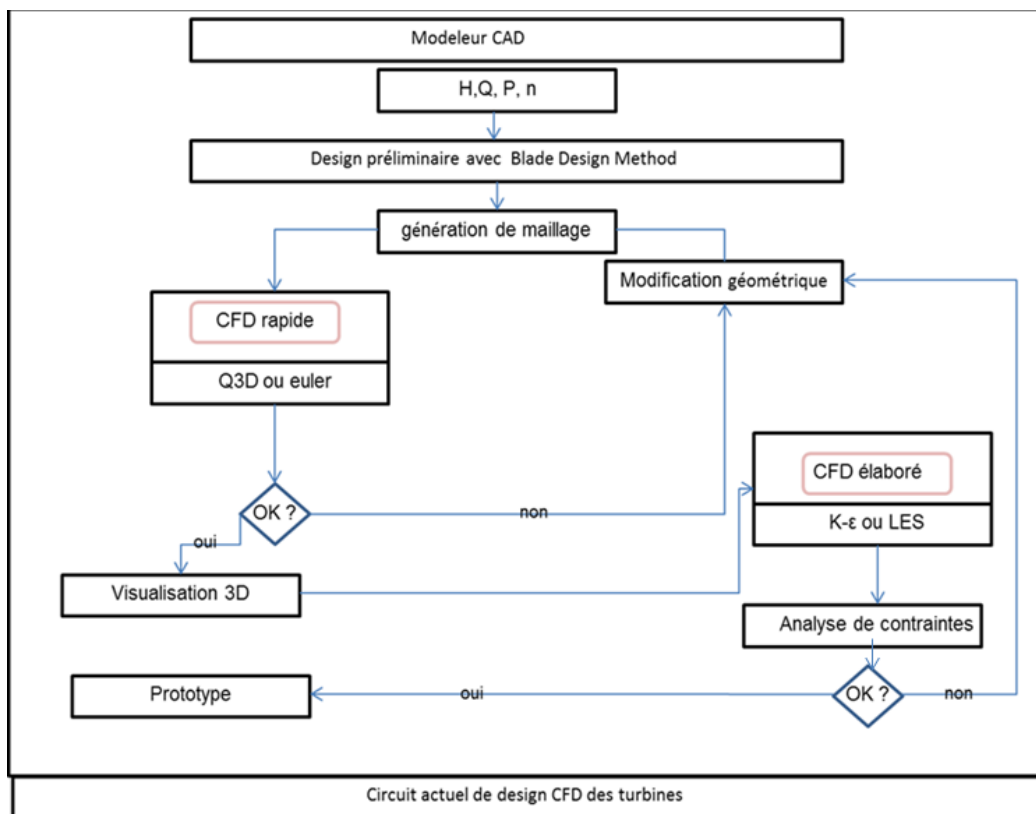 Modeleur CAD
H,Q, P, n
Design préliminaire avec Blade Design Method
génération de maillage
Modification géométrique
CFD rapide
Q3D ou euler
CFD élaboré
OK ?
non
K-ε ou LES
oui
Visualisation 3D
Analyse de contraintes
Prototype
oui
OK ?
non
Circuit actuel de design CFD des turbines